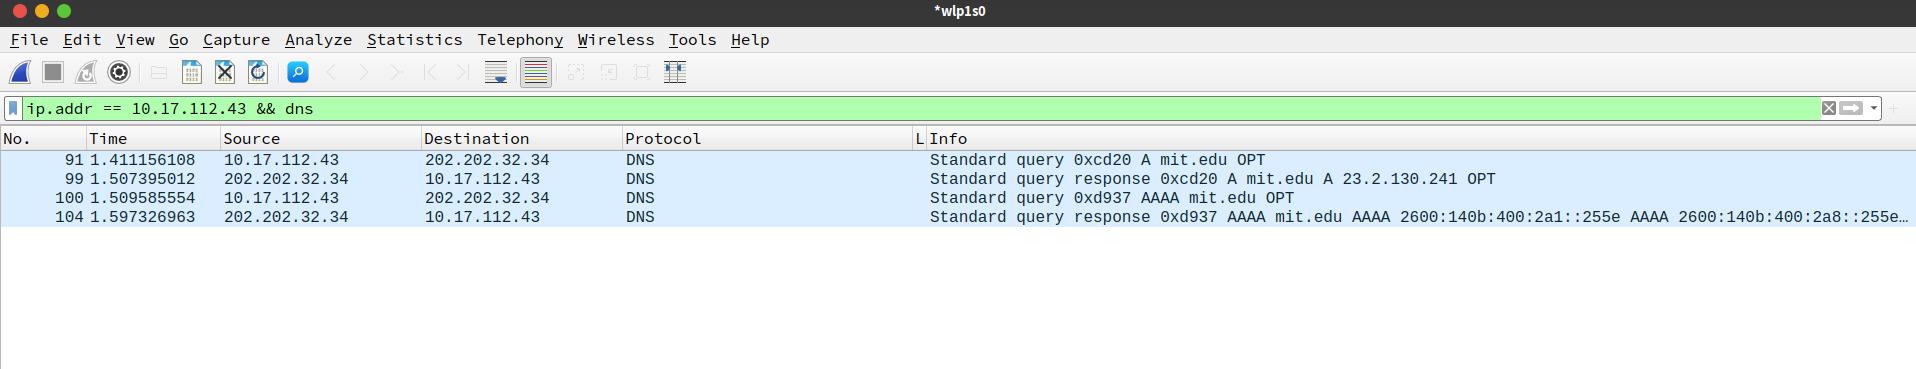 *wlp1s0
File Edit View Go Capture Analyze Statistics Telephony Wireless Tools Help
ip.addr == 10.17.112.43 && dns
No. Time Source Destination Protocol L Info
91 1.411156108 10.17.112.43 202.202.32.34 DNS Standard query 0xcd20 A mit.edu OPT
99 1.507395012 202.202.32.34 10.17.112.43 DNS Standard query response 0xcd20 A mit.edu A 23.2.130.241 OPT
100 1.509585554 10.17.112.43 202.202.32.34 DNS Standard query 0xd937 AAAA mit.edu OPT
104 1.597326963 202.202.32.34 10.17.112.43 DNS Standard query response 0xd937 AAAA mit.edu AAAA 2600:140b:400:2a1::255e AAAA 2600:140b:400:2a8::255e…